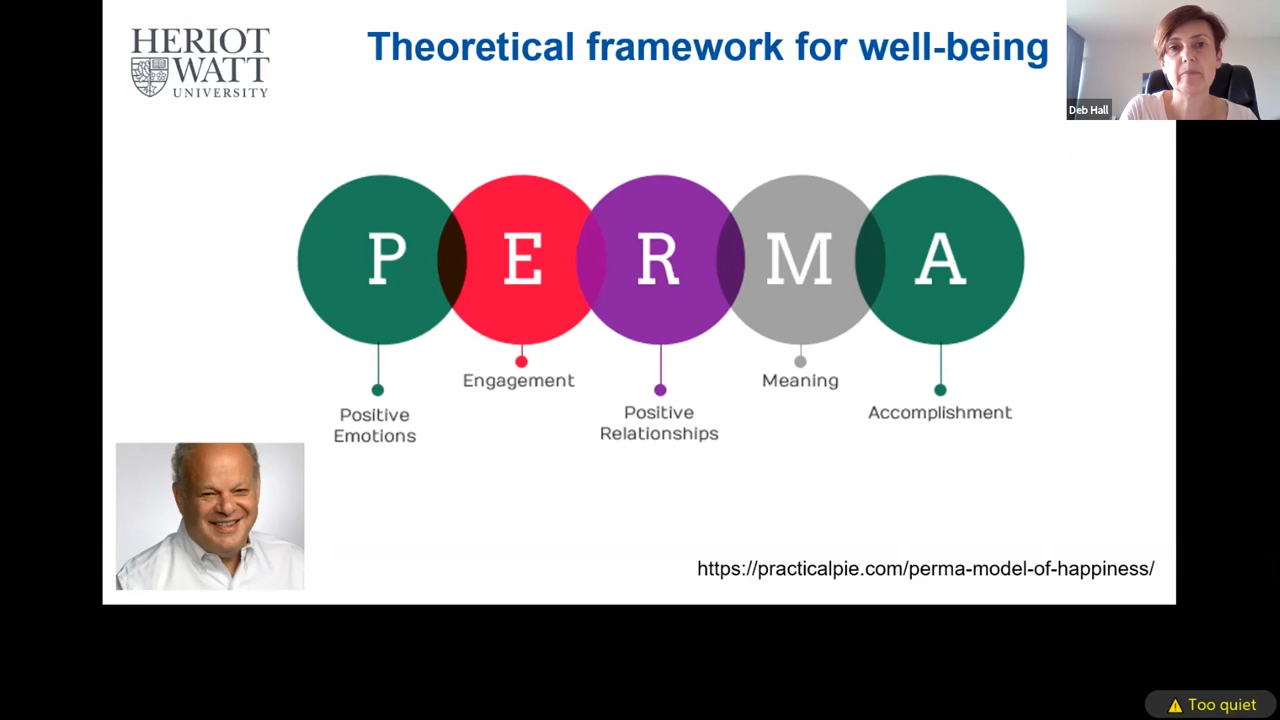 HERIOT
WATT
UNIVERSITY
Theoretical framework for well-being
Deb Hall
P E R M A
Positive
Emotions
Engagement
Positive
Relationships
Meaning
Accomplishment
https://practicalpie.com/perma-model-of-happiness/
Too quiet